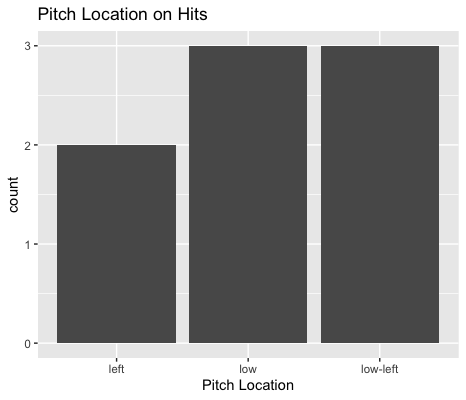 Pitch Location on Hits
3
2
1
0
count
left low low-left
Pitch Location